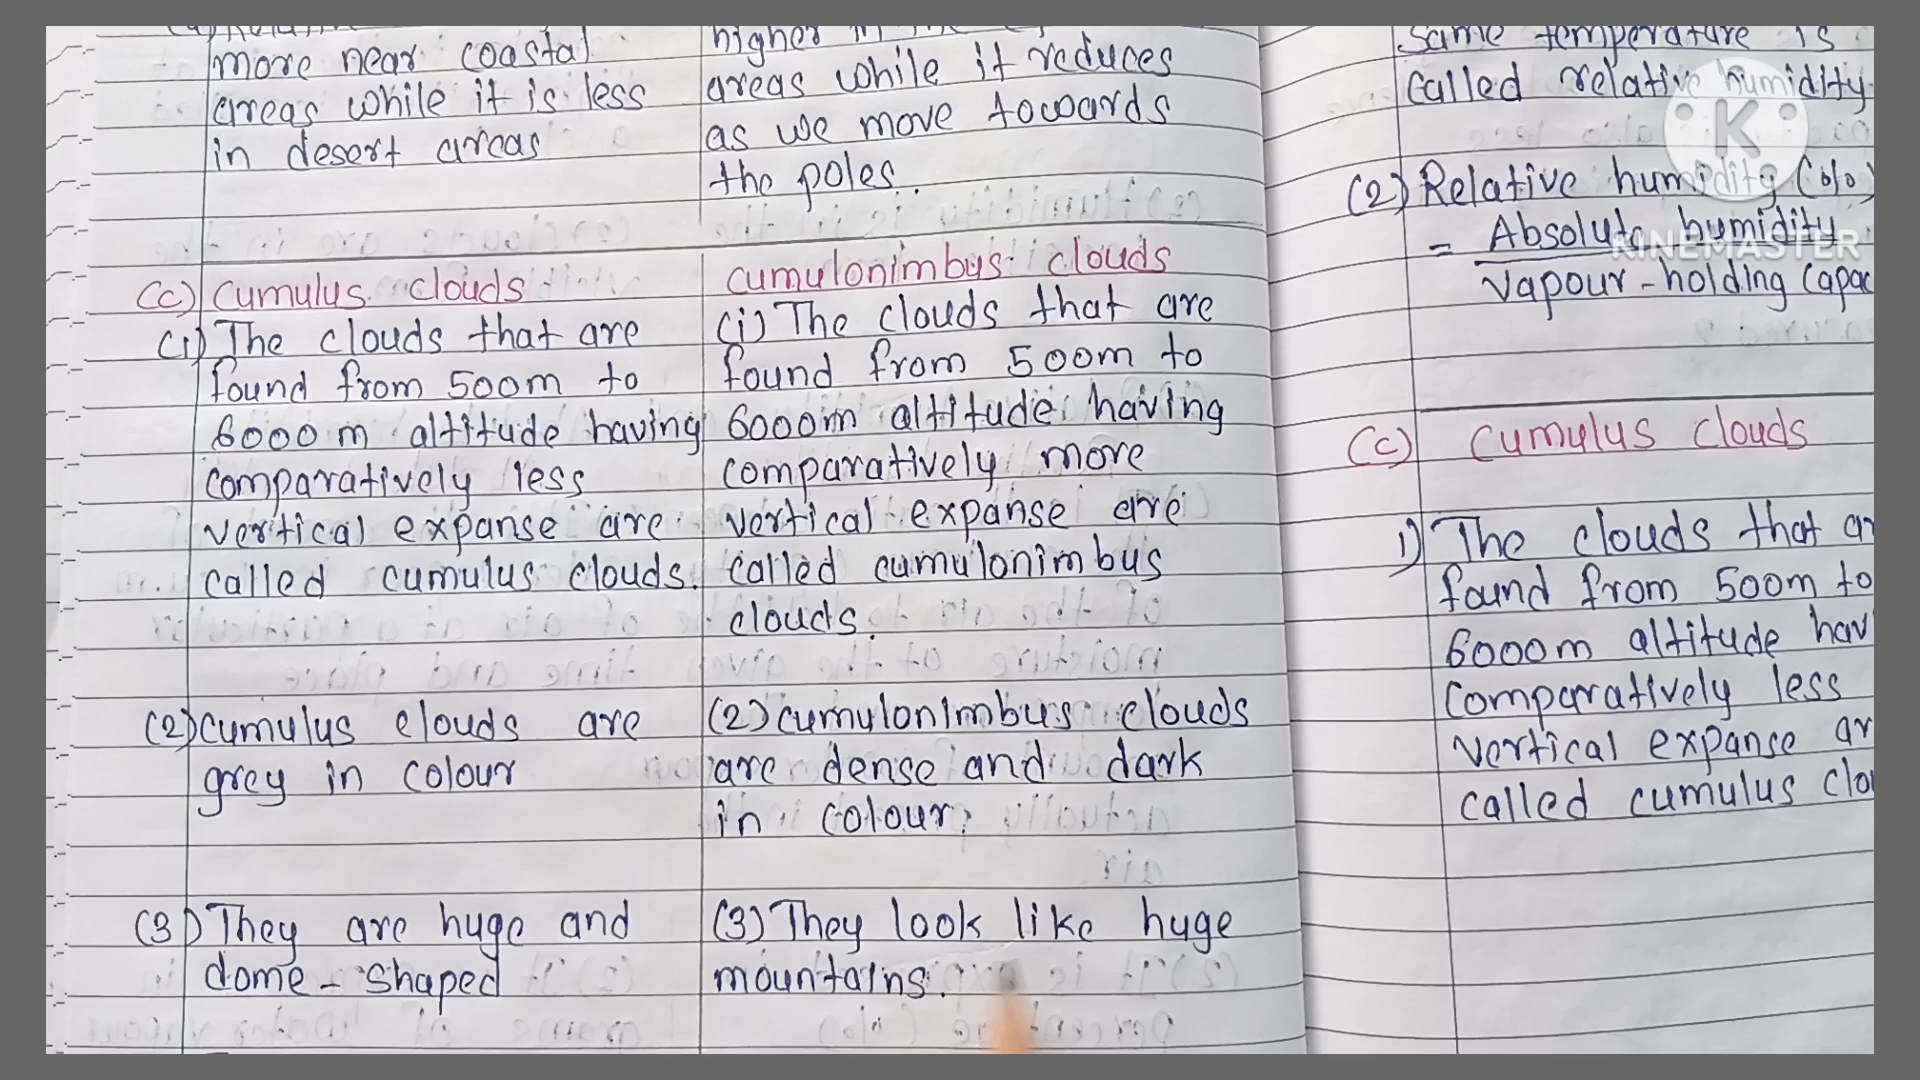 more near coastal
areas while it is less
in desert areas
higher in the
areas while it reduces
as we move towards
the poles.
(c) cumulus clouds
(1) The clouds that are
found from 500m to
6000 m altitude having
comparatively less
vertical expanse are
called cumulus clouds.
(2) cumulus clouds are
grey in colour
(3) They are huge and
dome-shaped
cumulonimbus clouds
(i) The clouds that are
found from 500m to
6000m altitude having
comparatively more
vertical expanse are
called cumulonimbus
clouds.
(2) cumulonimbus clouds
are dense and dark
in colour.
(3) They look like huge
mountains.
Same temperature is
called relative humidity
(2) Relative humidity (%)
= Absolute humidity
Vapour-holding capac
K
KINEMASTER
(c) cumulus clouds
1) The clouds that ar
found from 500m to
6000m altitude hav
comparatively less
vertical expanse ar
called cumulus clou